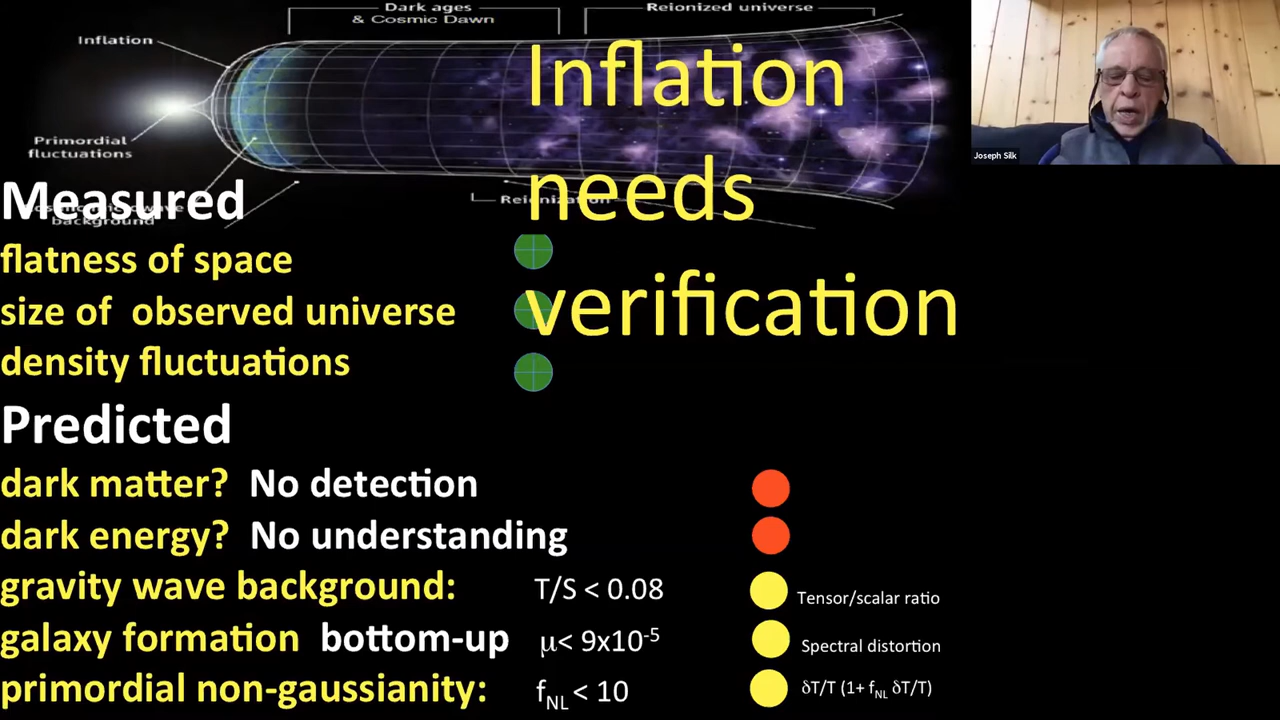 Dark ages
& Cosmic Dawn
Reionized universe
Inflation
Primordial
fluctuations
Inflation
needs
verification
Reionization
Joseph Silk
Measured
background
flatness of space
size of observed universe
density fluctuations
Predicted
dark matter? No detection
dark energy? No understanding
gravity wave background: T/S < 0.08 Tensor/scalar ratio
galaxy formation bottom-up μ< 9x10⁻⁵ Spectral distortion
primordial non-gaussianity: fNL < 10 δT/T (1+ fNL δT/T)